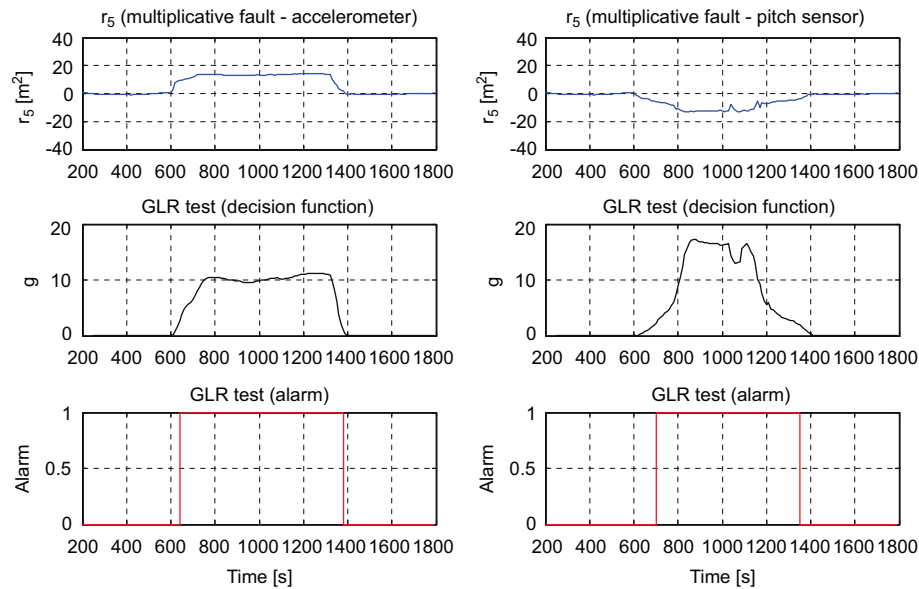 r5 (multiplicative fault - accelerometer)
40
20
0
-20
-40
r5 [m²]
200 400 600 800 1000 1200 1400 1600 1800
GLR test (decision function)
20
10
0
g
200 400 600 800 1000 1200 1400 1600 1800
GLR test (alarm)
1
0.5
0
Alarm
200 400 600 800 1000 1200 1400 1600 1800
Time [s]
r5 (multiplicative fault - pitch sensor)
40
20
0
-20
-40
r5 [m²]
200 400 600 800 1000 1200 1400 1600 1800
GLR test (decision function)
20
10
0
g
200 400 600 800 1000 1200 1400 1600 1800
GLR test (alarm)
1
0.5
0
Alarm
200 400 600 800 1000 1200 1400 1600 1800
Time [s]